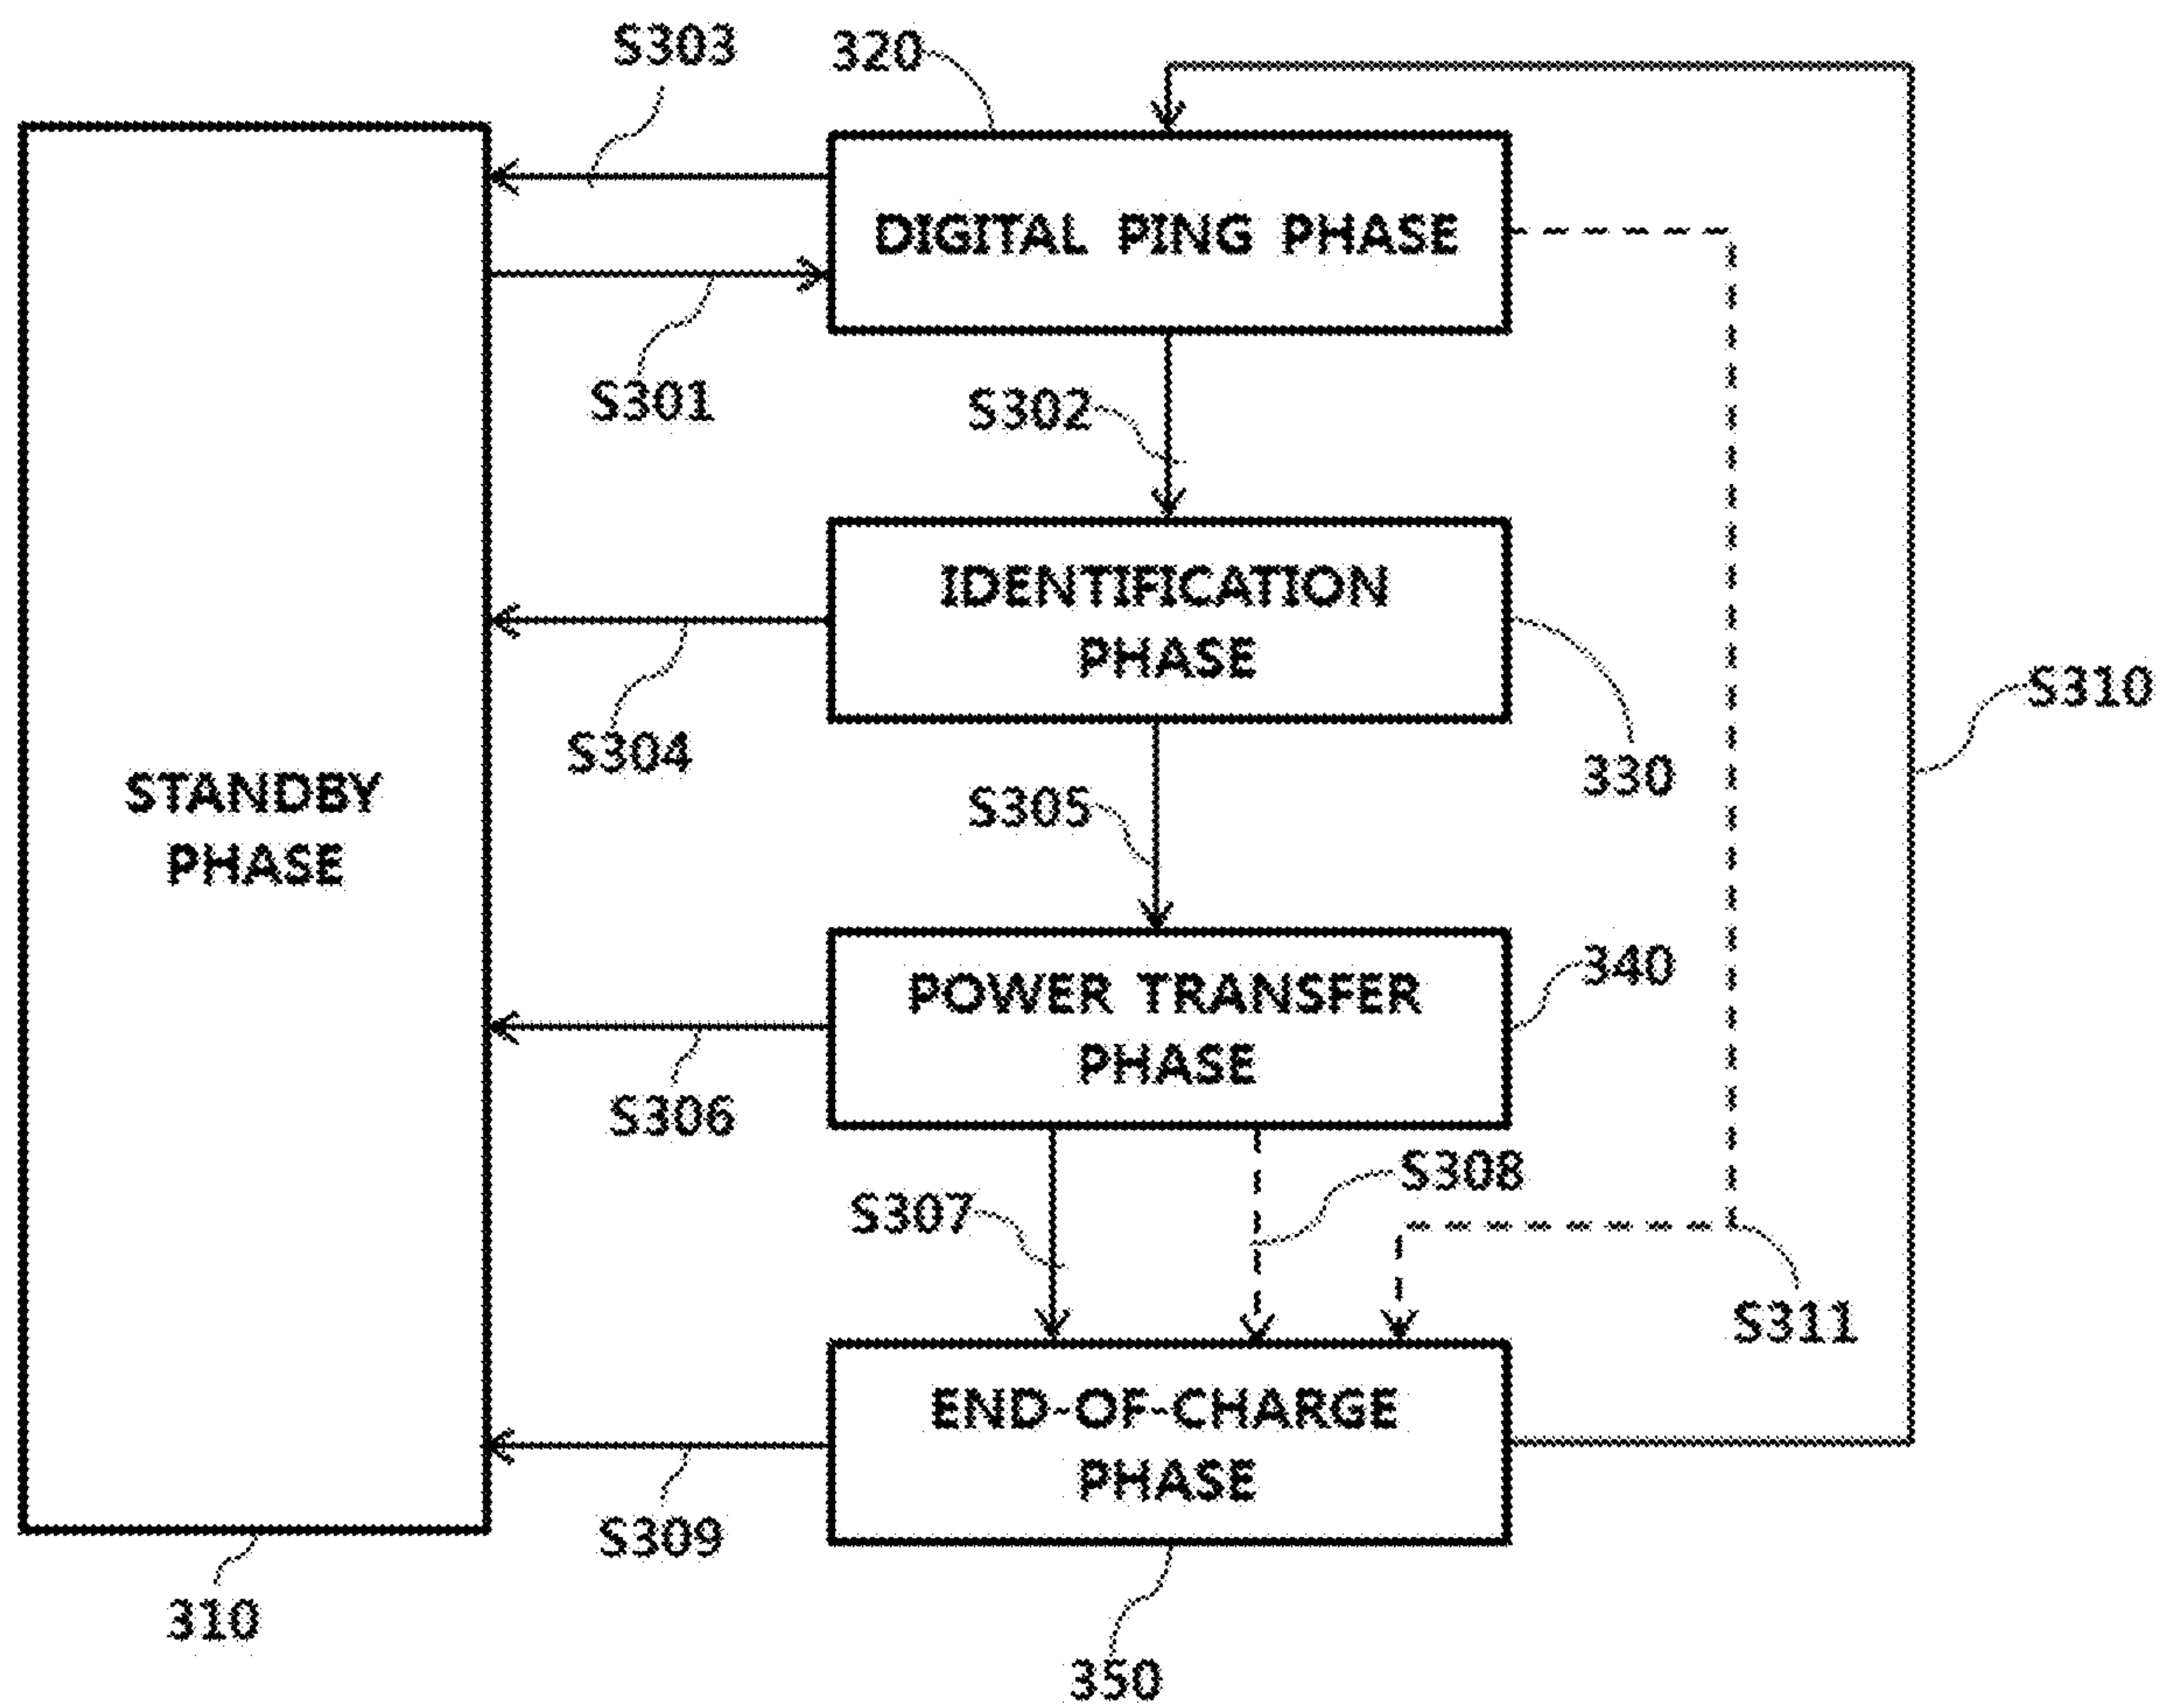 S303
320
DIGITAL PING PHASE
S301
S302
IDENTIFICATION
PHASE
S310
S304
330
STANDBY
PHASE
S305
340
POWER TRANSFER
PHASE
S306
S308
S307
S311
END-OF-CHARGE
PHASE
S309
310
350